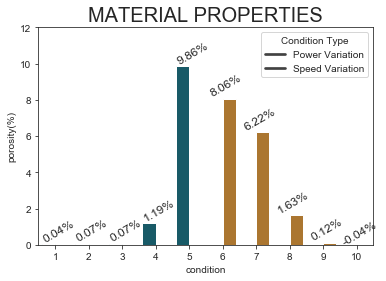 MATERIAL PROPERTIES
12
10
8
6
4
2
0
porosity(%)
Condition Type
Power Variation
Speed Variation
0.04%
0.07%
0.07%
1.19%
9.86%
8.06%
6.22%
1.63%
0.12%
-0.04%
1 2 3 4 5 6 7 8 9 10
condition